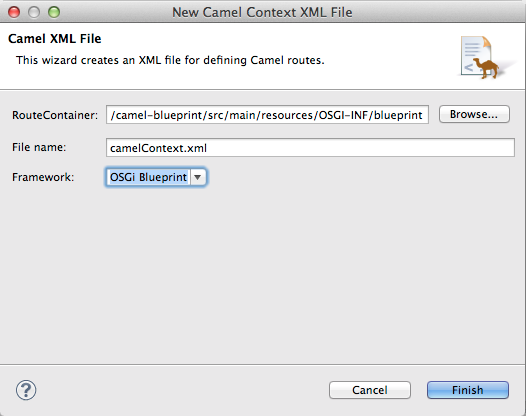 New Camel Context XML File
Camel XML File
This wizard creates an XML file for defining Camel routes.
RouteContainer: /camel-blueprint/src/main/resources/OSGI-INF/blueprint Browse...
File name: camelContext.xml
Framework: OSGi Blueprint
? Cancel Finish